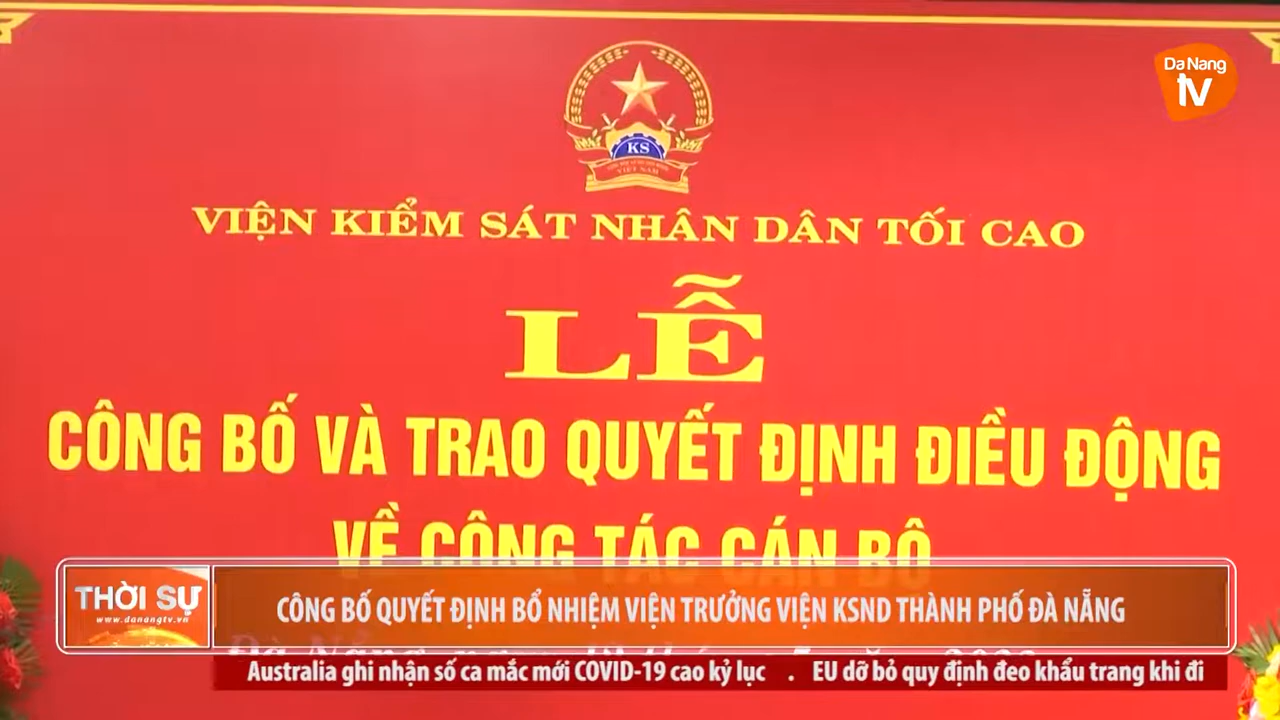 Da Nang
tv
KS
VIỆT NAM
VIỆN KIỂM SÁT NHÂN DÂN TỐI CAO
LỄ
CÔNG BỐ VÀ TRAO QUYẾT ĐỊNH ĐIỀU ĐỘNG
VỀ CÔNG TÁC CÁN BỘ
THỜI SỰ
www.danangtv.vn
CÔNG BỐ QUYẾT ĐỊNH BỔ NHIỆM VIỆN TRƯỞNG VIỆN KSND THÀNH PHỐ ĐÀ NẴNG
Australia ghi nhận số ca mắc mới COVID-19 cao kỷ lục . EU dỡ bỏ quy định đeo khẩu trang khi đi